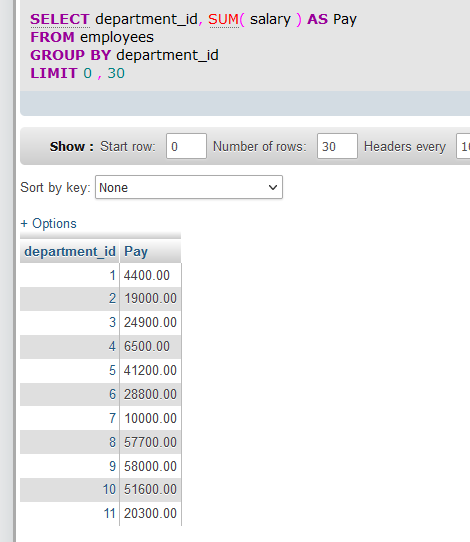 SELECT department_id, SUM( salary ) AS Pay
FROM employees
GROUP BY department_id
LIMIT 0 , 30
Show : Start row: 0 Number of rows: 30 Headers every
Sort by key: None
+ Options
department_id Pay
1 4400.00
2 19000.00
3 24900.00
4 6500.00
5 41200.00
6 28800.00
7 10000.00
8 57700.00
9 58000.00
10 51600.00
11 20300.00